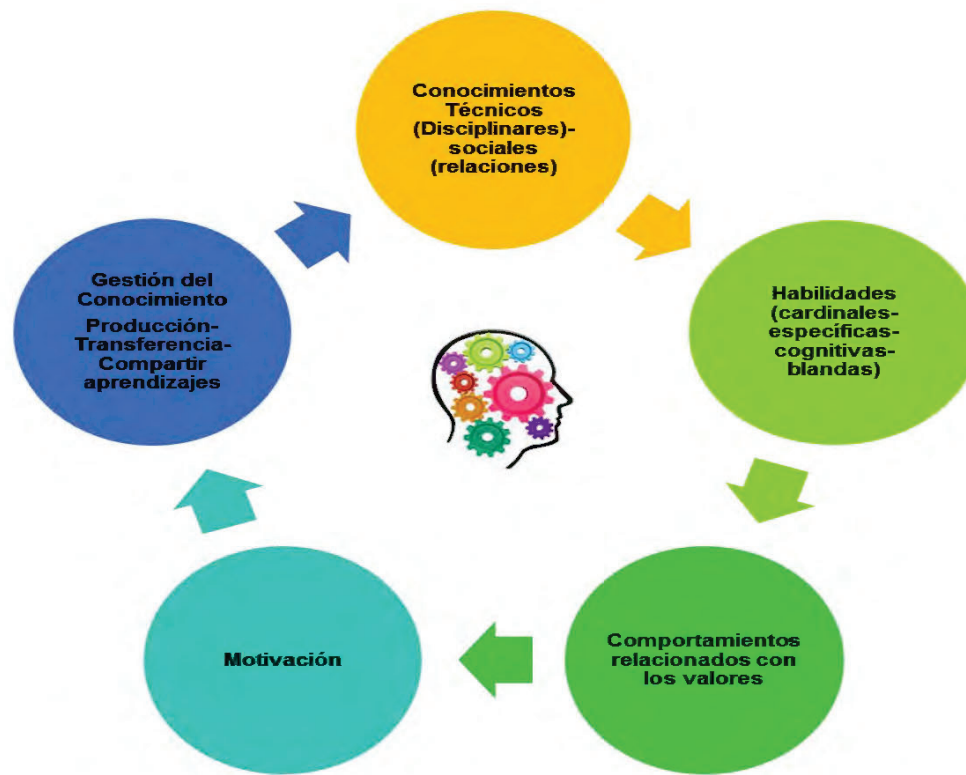 Conocimientos
Técnicos
(Disciplinares)-
sociales
(relaciones)
Habilidades
(cardinales-
específicas-
cognitivas-
blandas)
Comportamientos
relacionados con
los valores
Motivación
Gestión del
Conocimiento
Producción-
Transferencia-
Compartir
aprendizajes